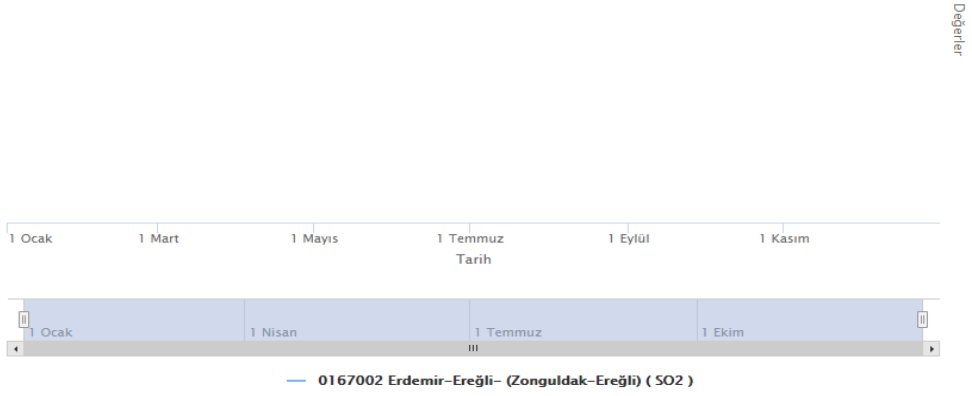 Değerler
1 Ocak 1 Mart 1 Mayıs 1 Temmuz 1 Eylül 1 Kasım
Tarih
1 Ocak 1 Nisan 1 Temmuz 1 Ekim
0167002 Erdemir-Ereğli- (Zonguldak-Ereğli) ( SO2 )